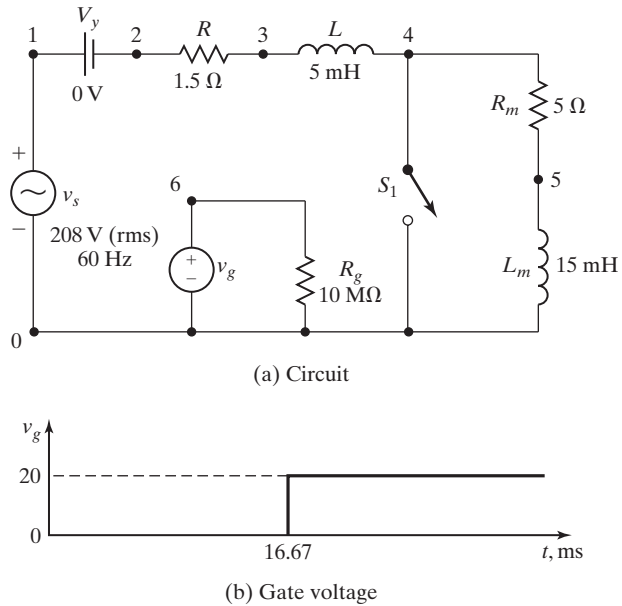 1
V_y
2
R
3
L
4
0 V
1.5 Ω
5 mH
R_m
5 Ω
+
v_s
−
6
S_1
5
208 V (rms)
60 Hz
+
−
v_g
R_g
10 MΩ
L_m
15 mH
0
(a) Circuit
v_g
20
0
16.67
t, ms
(b) Gate voltage